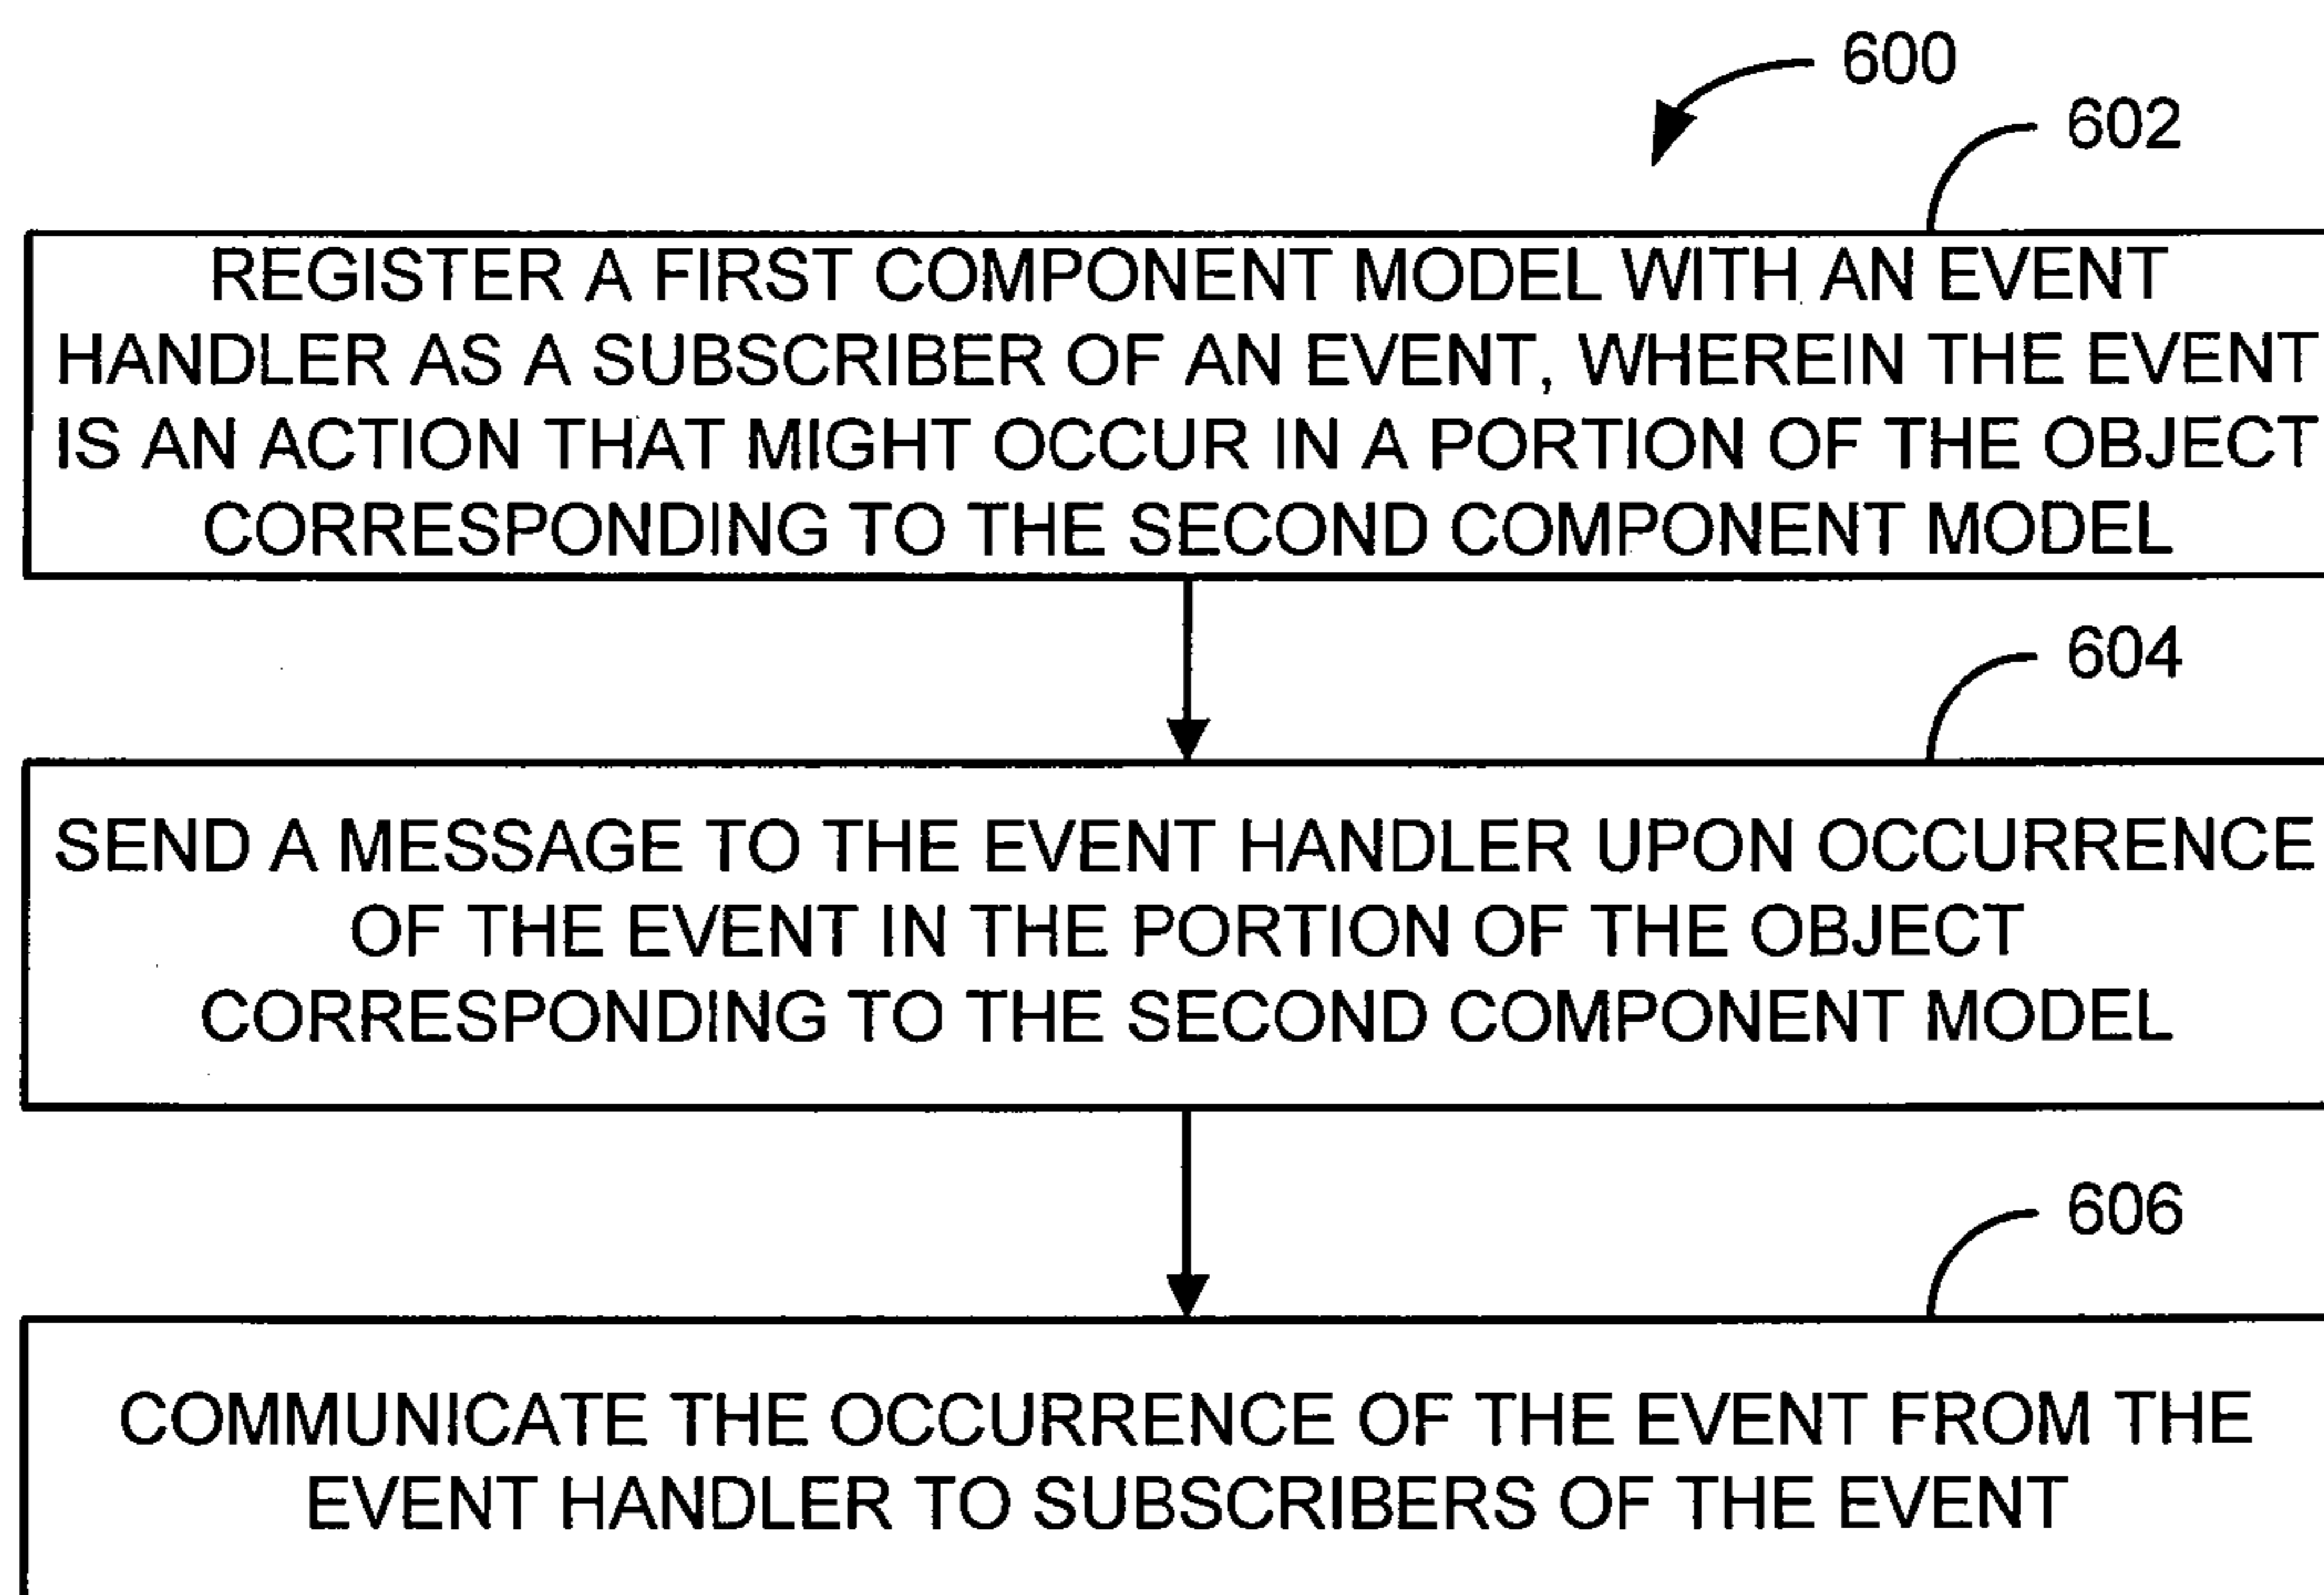 600
602
REGISTER A FIRST COMPONENT MODEL WITH AN EVENT
HANDLER AS A SUBSCRIBER OF AN EVENT, WHEREIN THE EVENT
IS AN ACTION THAT MIGHT OCCUR IN A PORTION OF THE OBJECT
CORRESPONDING TO THE SECOND COMPONENT MODEL
604
SEND A MESSAGE TO THE EVENT HANDLER UPON OCCURRENCE
OF THE EVENT IN THE PORTION OF THE OBJECT
CORRESPONDING TO THE SECOND COMPONENT MODEL
606
COMMUNICATE THE OCCURRENCE OF THE EVENT FROM THE
EVENT HANDLER TO SUBSCRIBERS OF THE EVENT